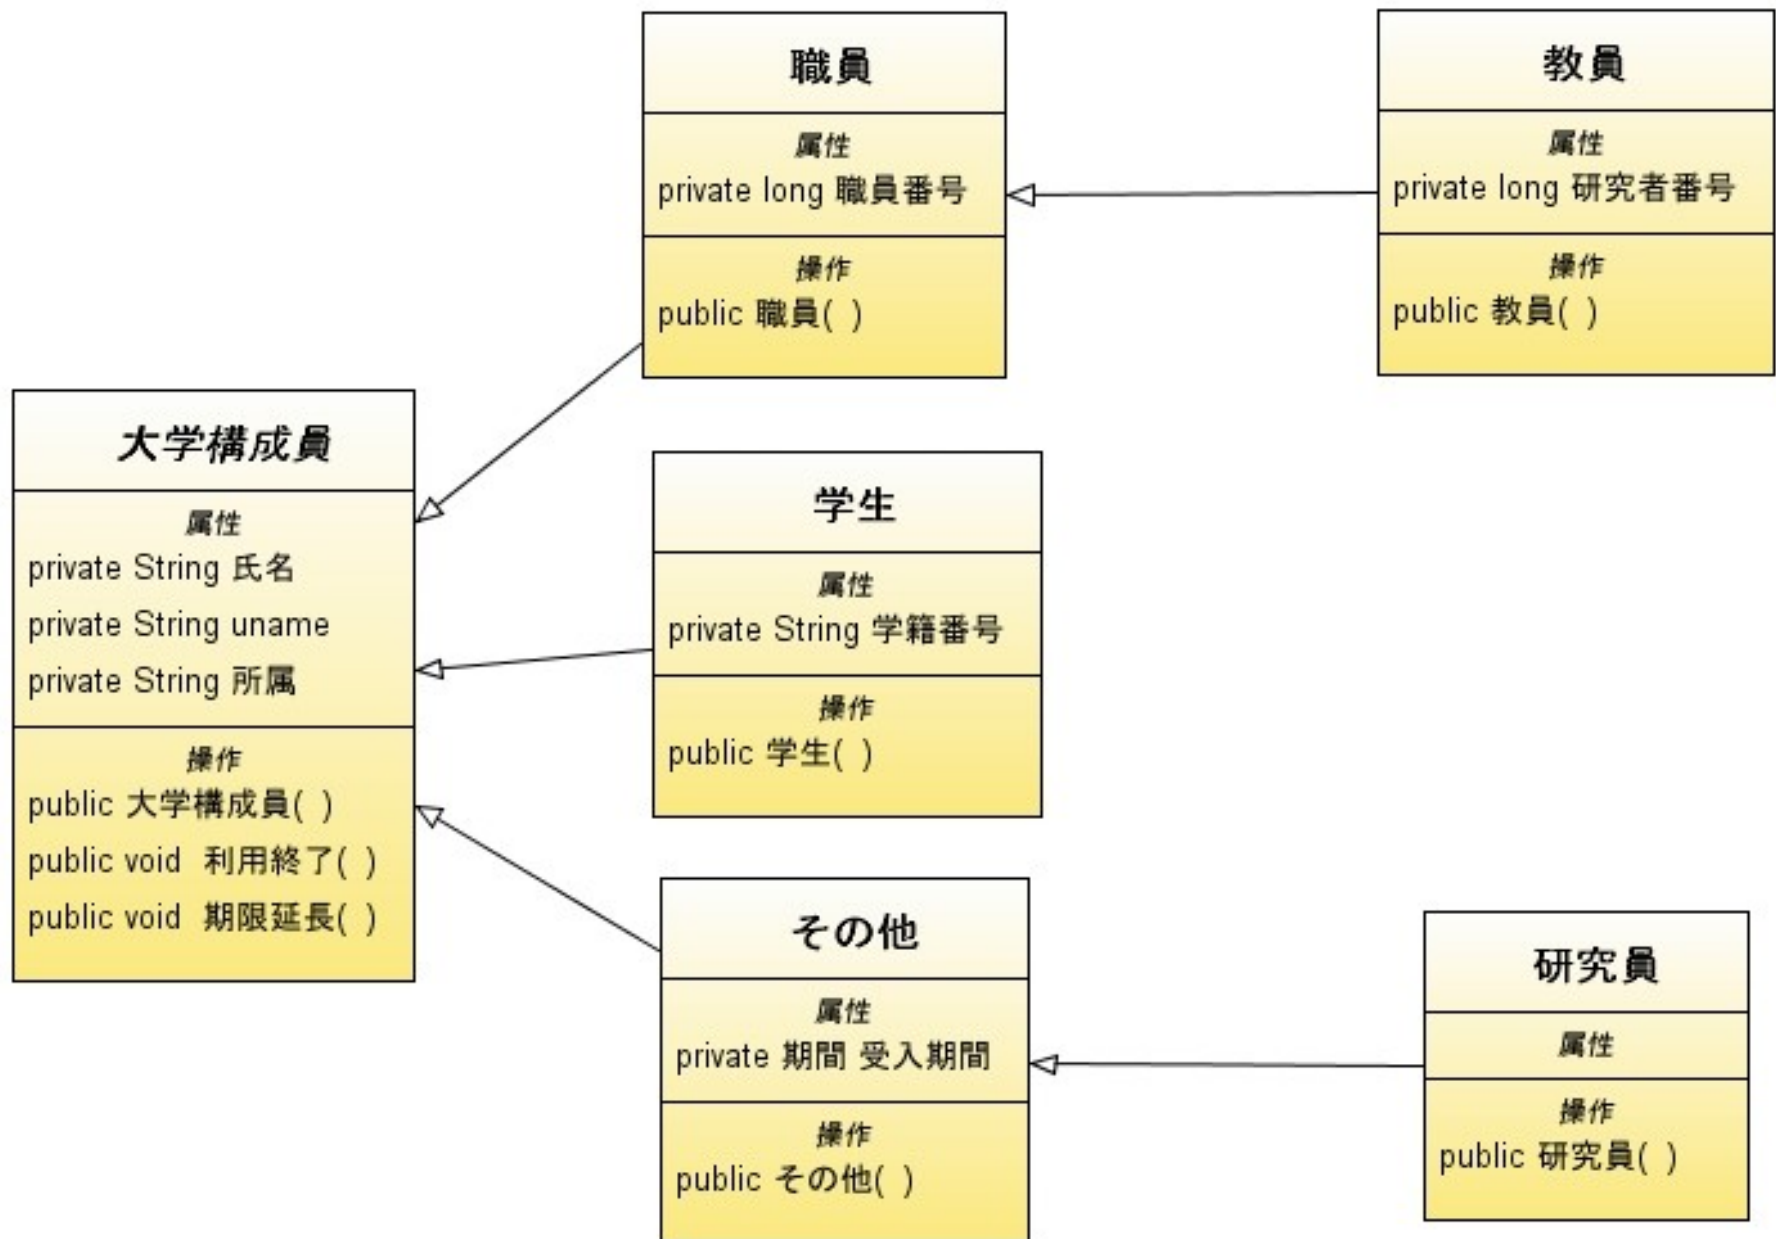 職員
属性
private long 職員番号
操作
public 職員( )
教員
属性
private long 研究者番号
操作
public 教員( )
大学構成員
属性
private String 氏名
private String uname
private String 所属
操作
public 大学構成員( )
public void 利用終了( )
public void 期限延長( )
学生
属性
private String 学籍番号
操作
public 学生( )
その他
属性
private 期間 受入期間
操作
public その他( )
研究員
属性
操作
public 研究員( )